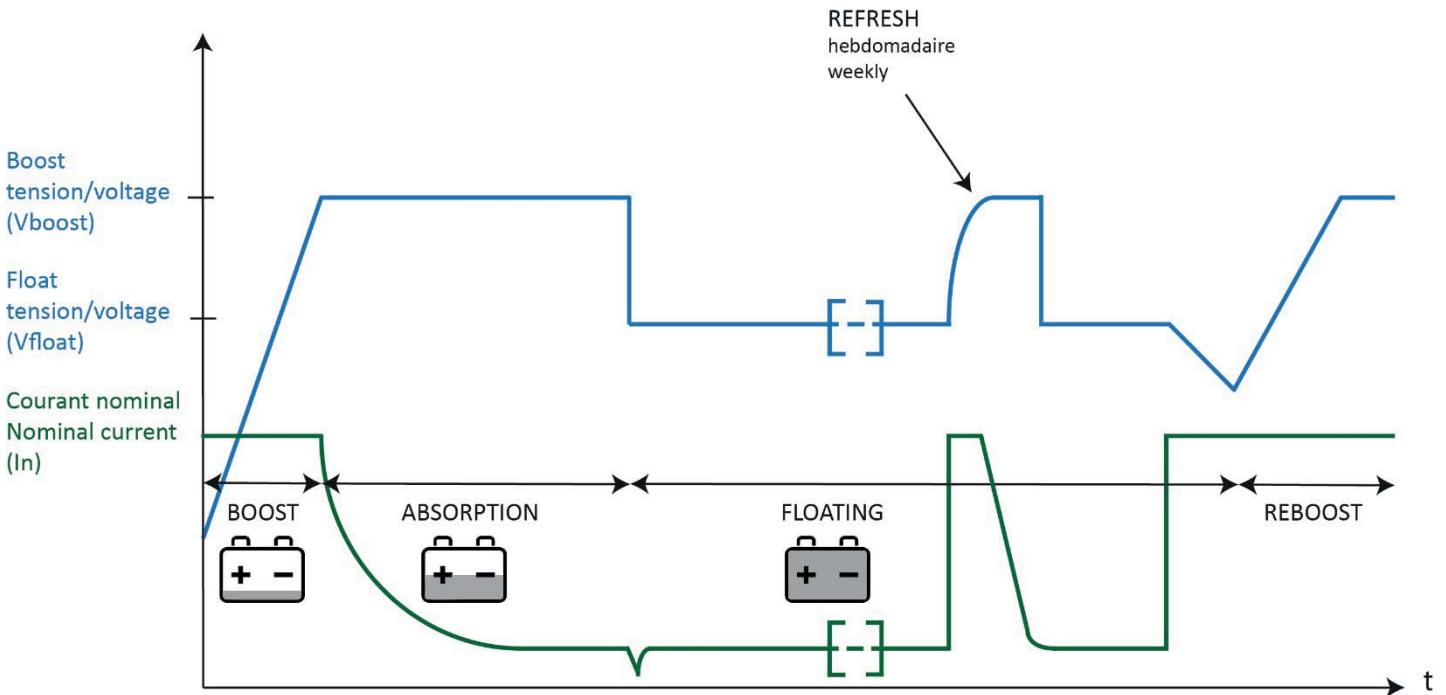 REFRESH
hebdomadaire
weekly
Boost
tension/voltage
(Vboost)
Float
tension/voltage
(Vfloat)
Courant nominal
Nominal current
(In)
BOOST
ABSORPTION
FLOATING
REBOOST
+ −
+ −
+ −
t